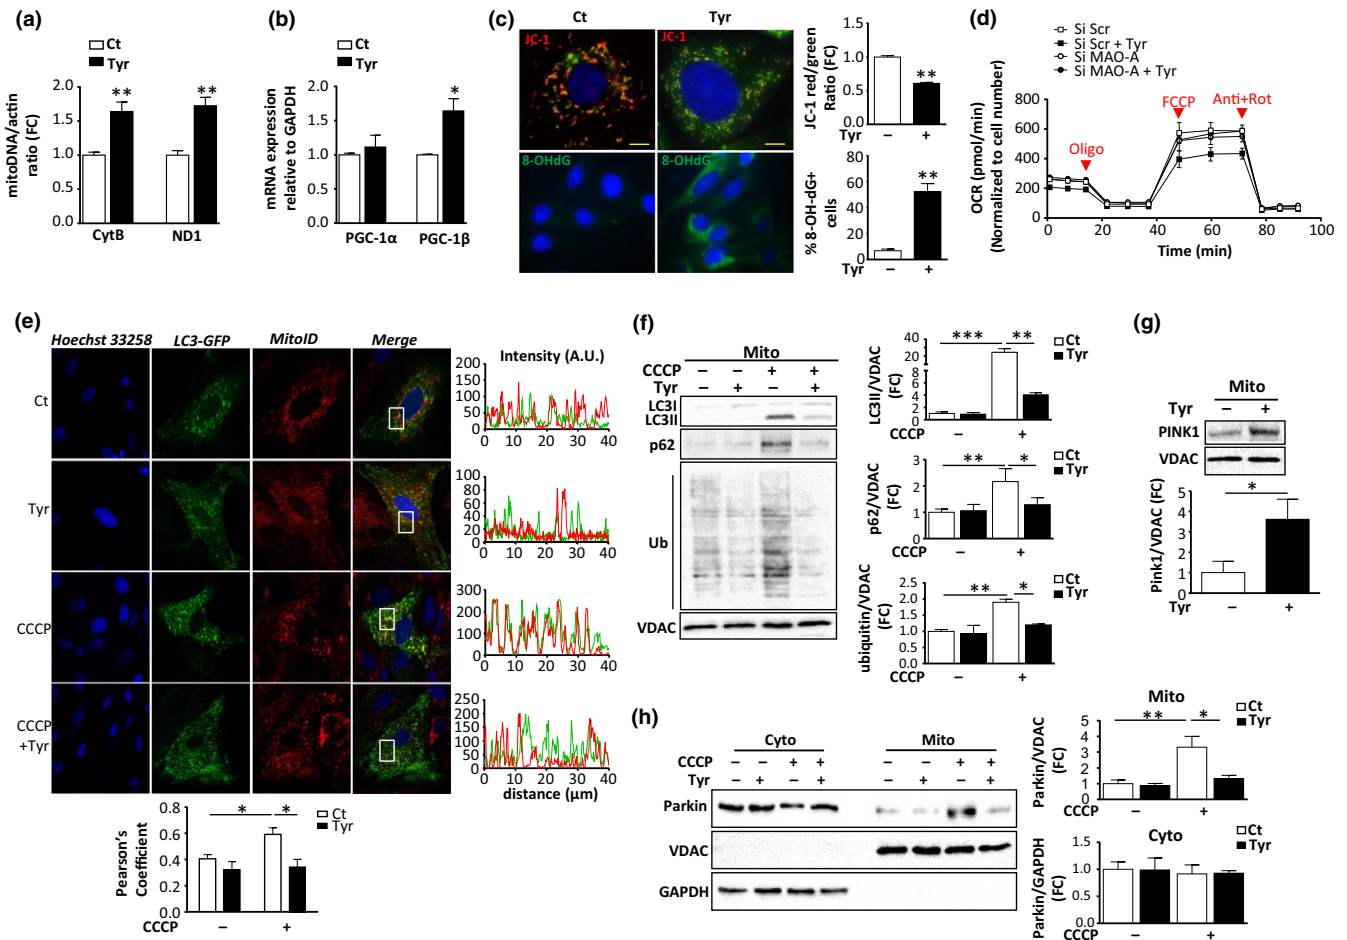 (a)
Ct
Tyr
mitoDNA/actin
ratio (FC)
2.0
1.5
1.0
0.5
0.0
** **
CytB ND1
(b)
Ct
Tyr
mRNA expression
relative to GAPDH
2.0
1.5
1.0
0.5
0.0
*
PGC-1α PGC-1β
(c)
Ct Tyr
JC-1 JC-1
8-OHdG 8-OHdG
JC-1 red/green
Ratio (FC)
1.5
1.0
0.5
0.0
**
Tyr – +
% 8-OH-dG+
cells
80
60
40
20
0
**
Tyr – +
(d)
Si Scr
Si Scr + Tyr
Si MAO-A
Si MAO-A + Tyr
OCR (pmol/min)
(Normalized to cell number)
800
600
400
200
0
Oligo
FCCP
Anti+Rot
0 20 40 60 80 100
Time (min)
(e)
Hoechst 33258 LC3-GFP MitoID Merge
Intensity (A.U.)
Ct
200
150
100
50
0
0 10 20 30 40
Tyr
100
80
60
40
20
0
0 10 20 30 40
CCCP
300
200
100
0
0 10 20 30 40
CCCP
+Tyr
250
200
150
100
50
0
0 10 20 30 40
distance (µm)
Pearson's
Coefficient
0.8
0.6
0.4
0.2
0.0
* *
Ct
Tyr
CCCP – +
(f)
Mito
CCCP – – + +
Tyr – + – +
LC3I
LC3II
p62
Ub
VDAC
LC3II/VDAC
(FC)
40
20
8
6
4
2
0
*** **
Ct
Tyr
CCCP – +
p62/VDAC
(FC)
4
3
2
1
0
** *
Ct
Tyr
CCCP – +
ubiquitin/VDAC
(FC)
2.5
2.0
1.5
1.0
0.5
0.0
** *
Ct
Tyr
CCCP – +
(g)
Mito
Tyr – +
PINK1
VDAC
Pink1/VDAC (FC)
5
4
3
2
1
0
*
Tyr – +
(h)
Cyto Mito
CCCP – – + + – – + +
Tyr – + – + – + – +
Parkin
VDAC
GAPDH
Mito
Parkin/VDAC
(FC)
5
4
3
2
1
0
** *
Ct
Tyr
CCCP – +
Cyto
Parkin/GAPDH
(FC)
1.5
1.0
0.5
0.0
Ct
Tyr
CCCP – +